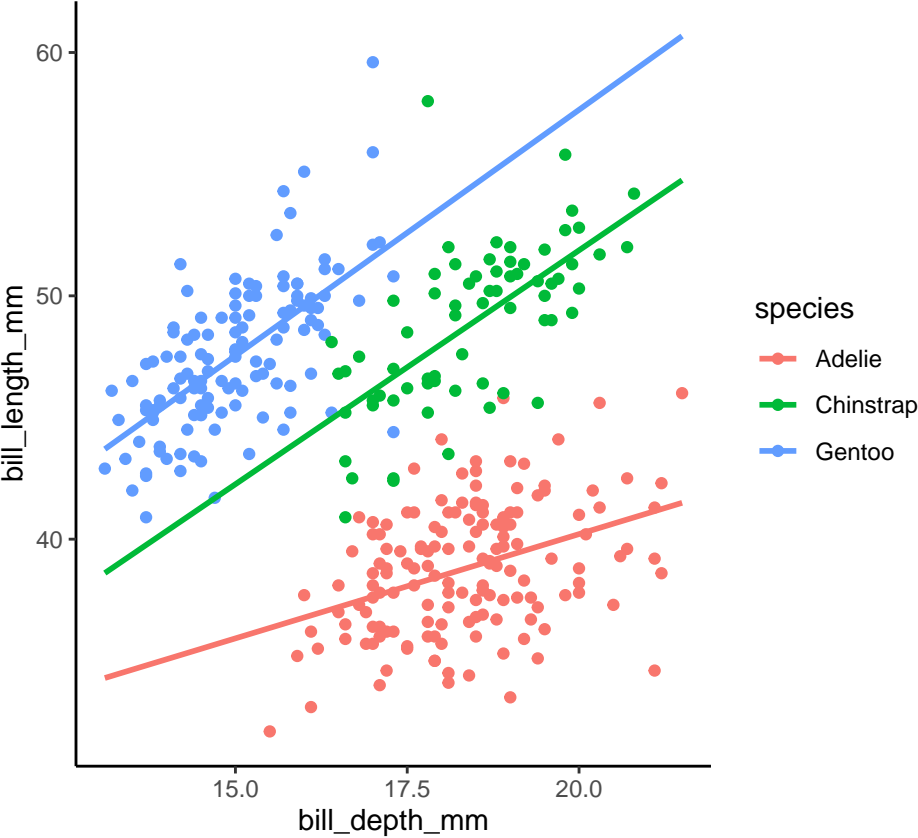 60
50
40
bill_length_mm
15.0
17.5
20.0
bill_depth_mm
species
Adelie
Chinstrap
Gentoo